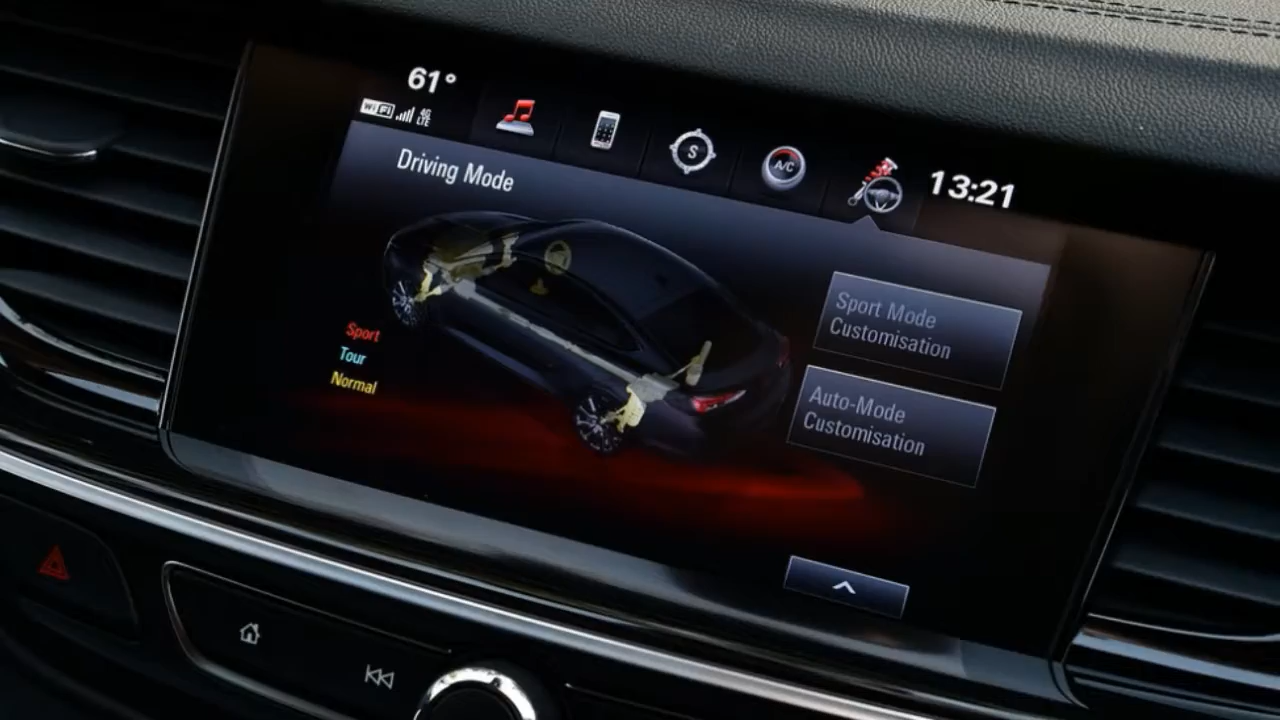 61°
WiFi 4G LTE
S
A/C
13:21
Driving Mode
Sport Mode
Customisation
Sport
Tour
Normal
Auto-Mode
Customisation